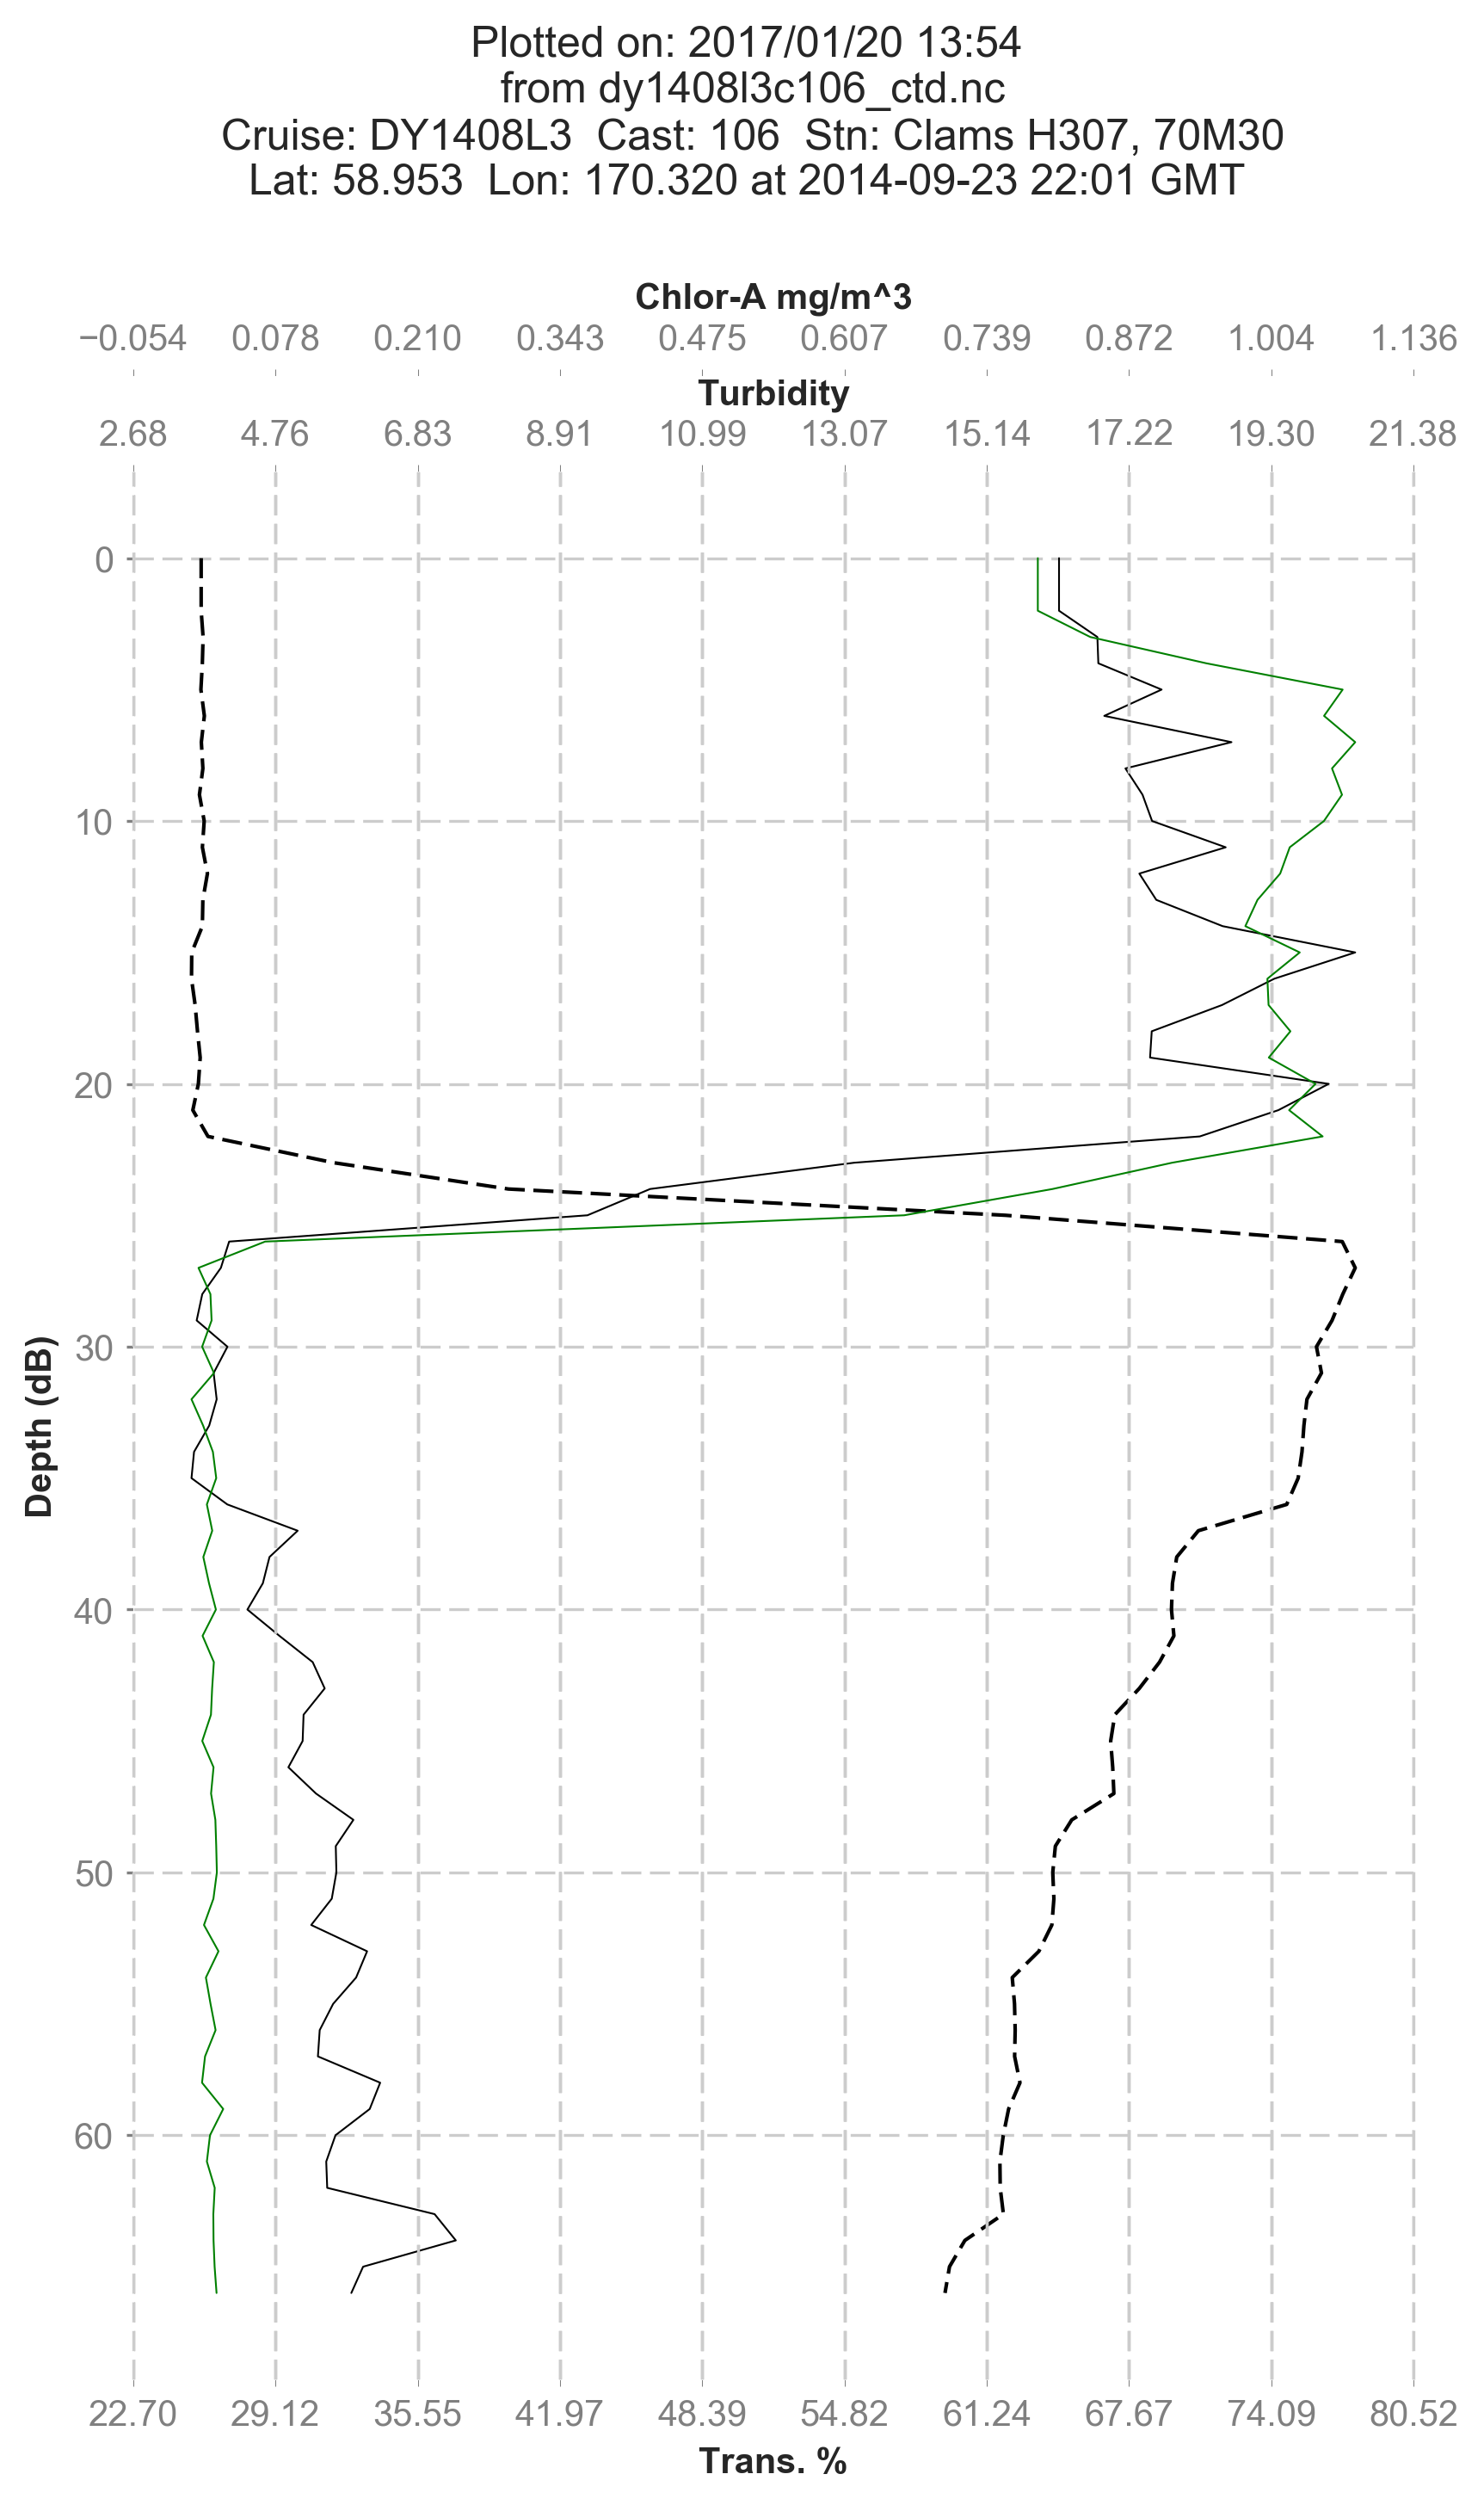 Plotted on: 2017/01/20 13:54
from dy1408l3c106_ctd.nc
Cruise: DY1408L3  Cast: 106  Stn: Clams H307, 70M30
Lat: 58.953  Lon: 170.320 at 2014-09-23 22:01 GMT
Chlor-A mg/m^3
−0.054 0.078 0.210 0.343 0.475 0.607 0.739 0.872 1.004 1.136
Turbidity
2.68 4.76 6.83 8.91 10.99 13.07 15.14 17.22 19.30 21.38
0
10
20
30
Depth (dB)
40
50
60
22.70 29.12 35.55 41.97 48.39 54.82 61.24 67.67 74.09 80.52
Trans. %